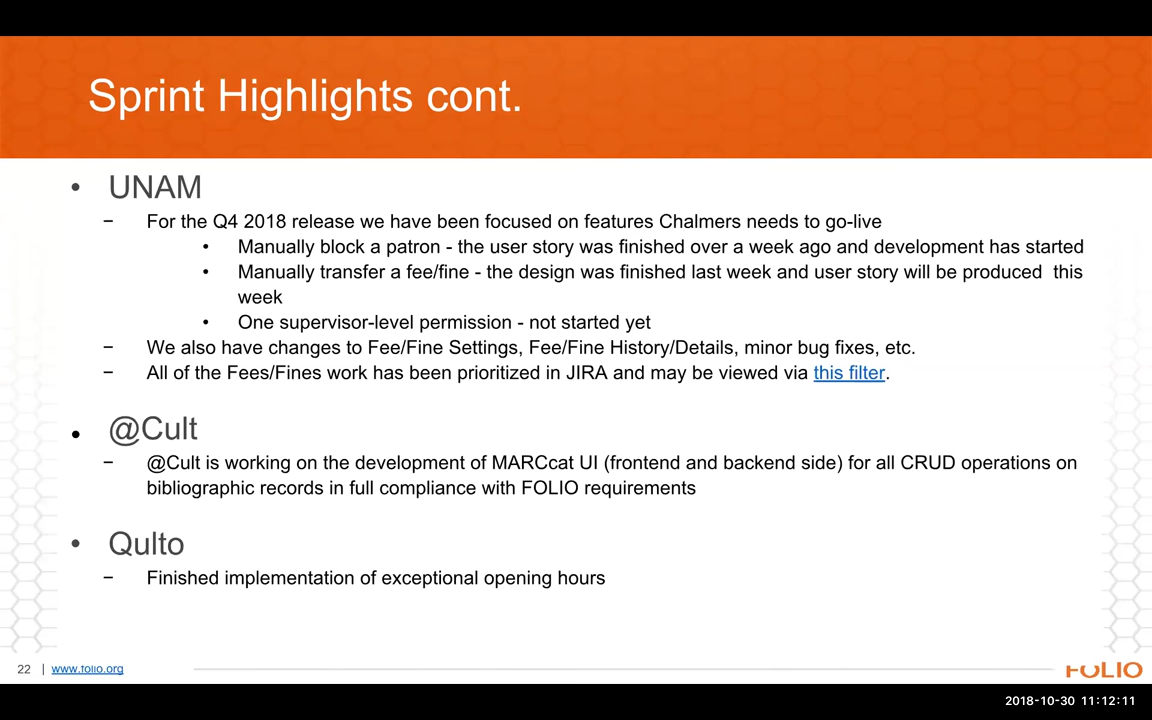 Sprint Highlights cont.
• UNAM
− For the Q4 2018 release we have been focused on features Chalmers needs to go-live
• Manually block a patron - the user story was finished over a week ago and development has started
• Manually transfer a fee/fine - the design was finished last week and user story will be produced  this
week
• One supervisor-level permission - not started yet
− We also have changes to Fee/Fine Settings, Fee/Fine History/Details, minor bug fixes, etc.
− All of the Fees/Fines work has been prioritized in JIRA and may be viewed via this filter.
• @Cult
− @Cult is working on the development of MARCcat UI (frontend and backend side) for all CRUD operations on
bibliographic records in full compliance with FOLIO requirements
• Qulto
− Finished implementation of exceptional opening hours
22 | www.folio.org
FOLIO
2018-10-30 11:12:11